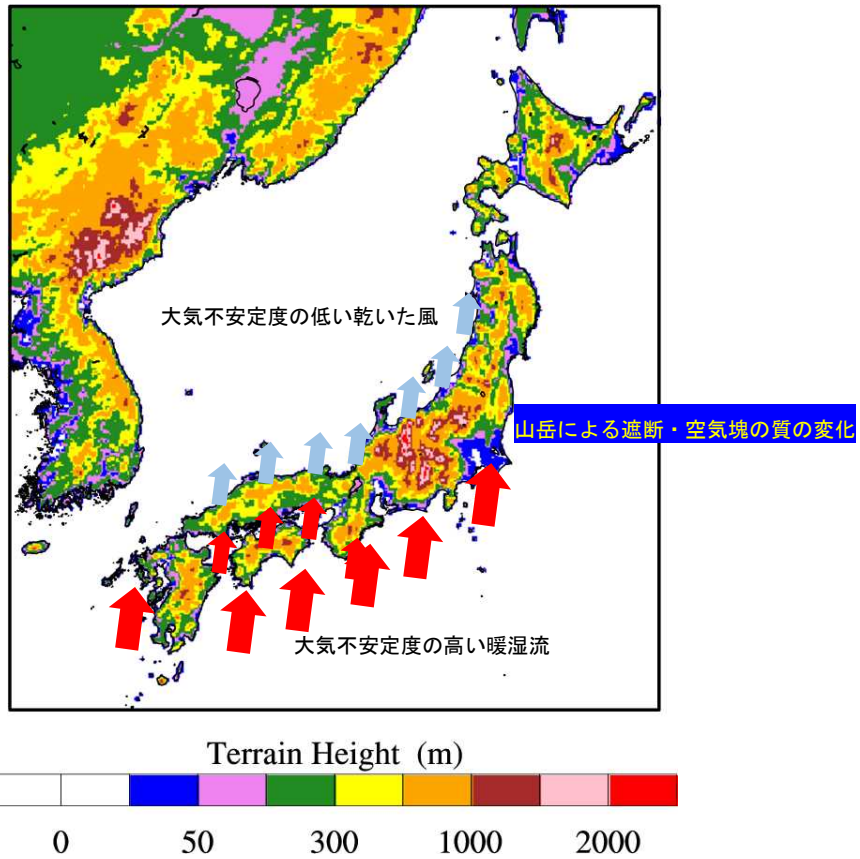 大気不安定度の低い乾いた風
山岳による遮断・空気塊の質の変化
大気不安定度の高い暖湿流
Terrain Height (m)
0 50 300 1000 2000